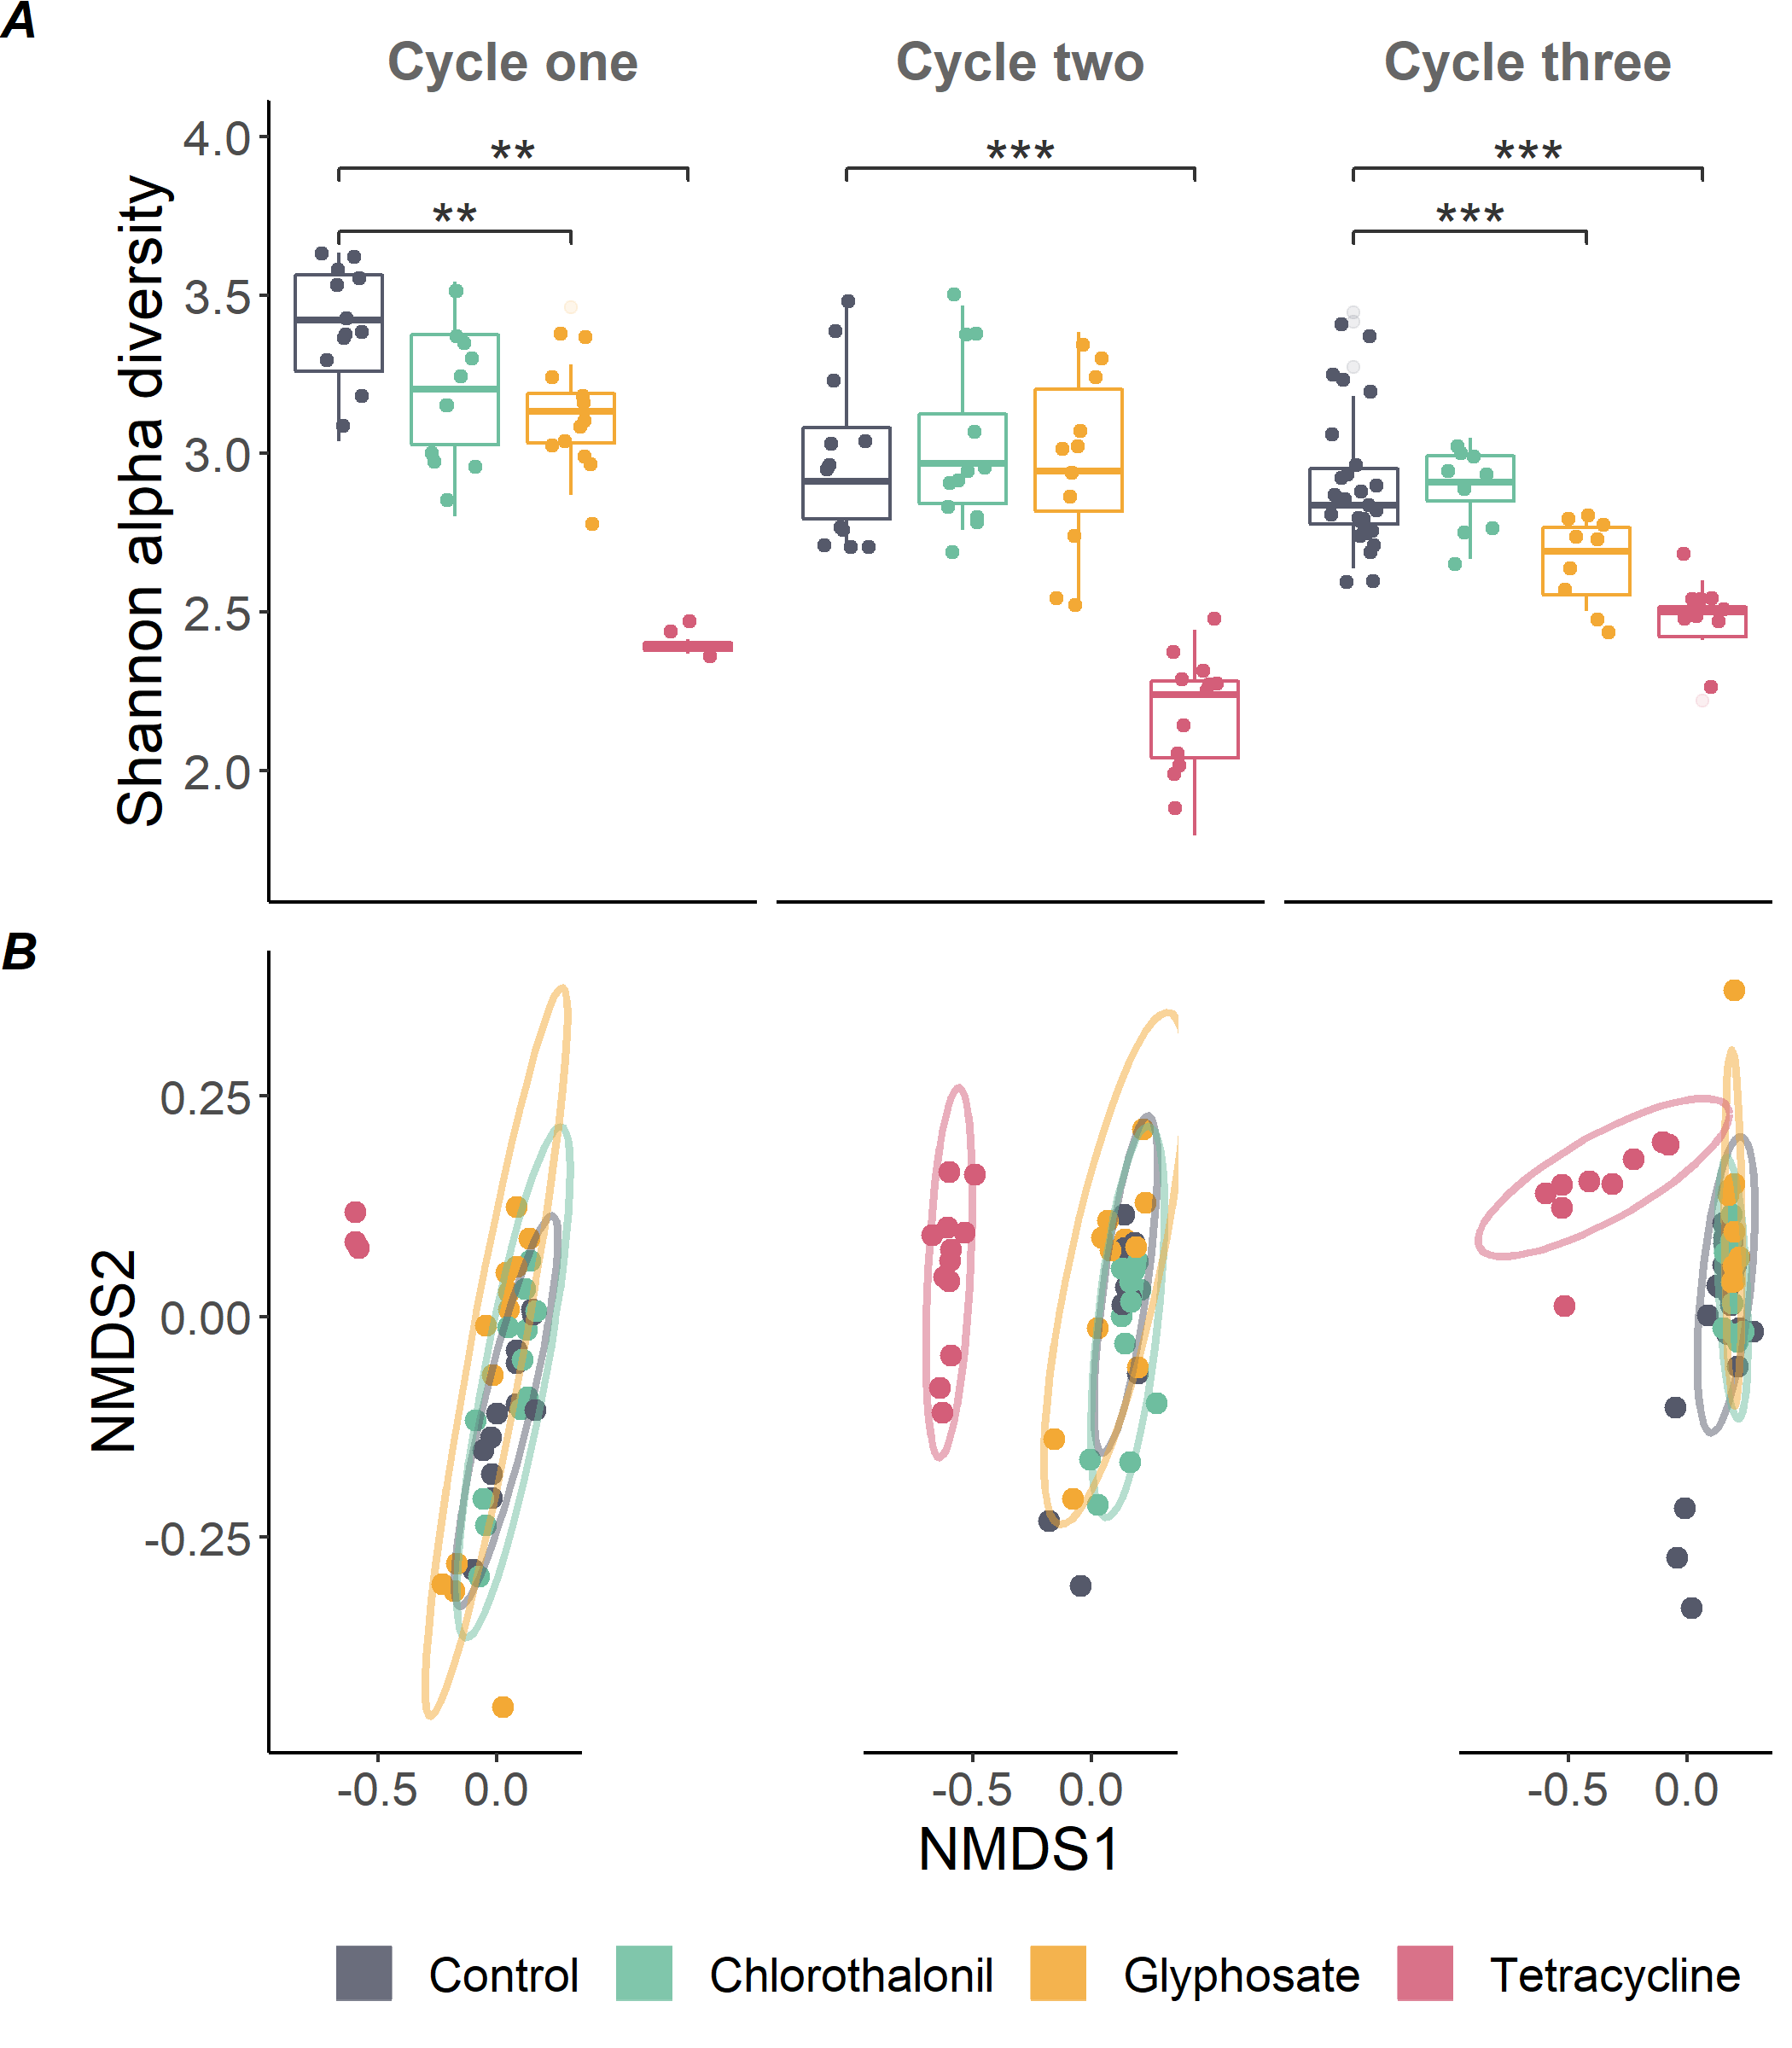 A
Cycle one Cycle two Cycle three
Shannon alpha diversity
4.0
3.5
3.0
2.5
2.0
** *** ***
** ***
B
NMDS2
0.25
0.00
-0.25
-0.5 0.0 -0.5 0.0 -0.5 0.0
NMDS1
Control Chlorothalonil Glyphosate Tetracycline